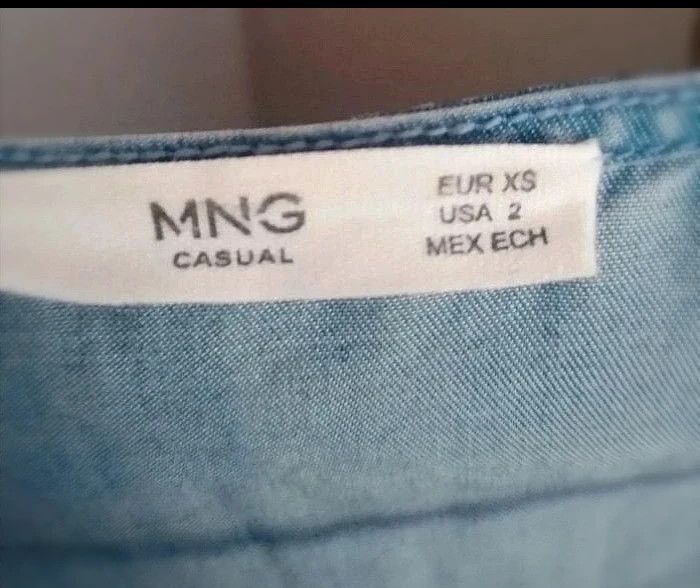 MNG
CASUAL
EUR XS
USA 2
MEX ECH